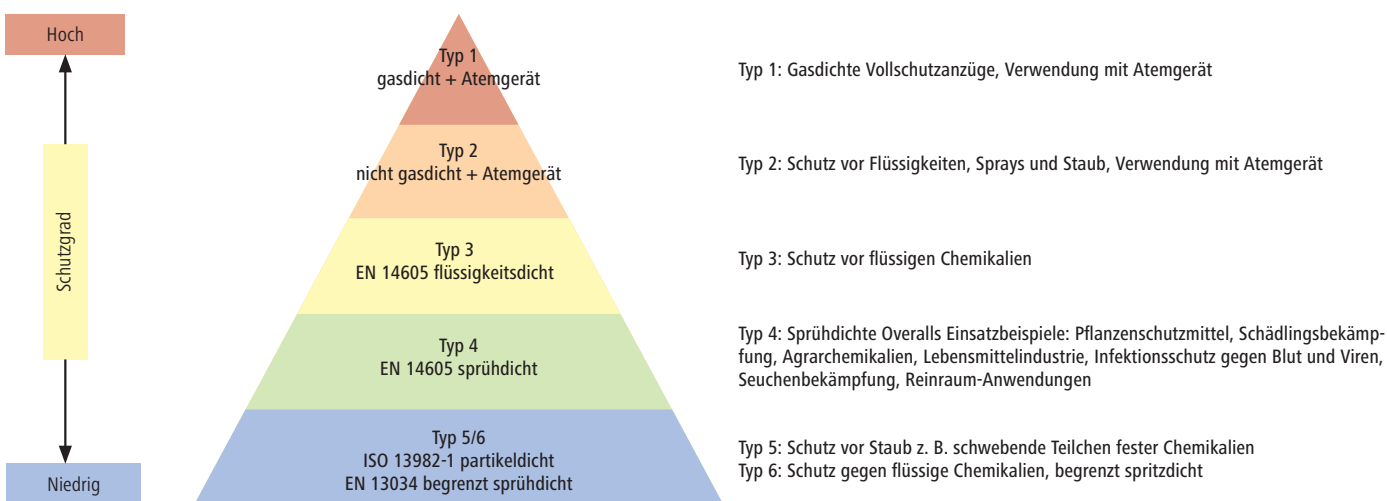 Hoch
Schutzgrad
Niedrig
Typ 1
gasdicht + Atemgerät
Typ 2
nicht gasdicht + Atemgerät
Typ 3
EN 14605 flüssigkeitsdicht
Typ 4
EN 14605 sprühdicht
Typ 5/6
ISO 13982-1 partikeldicht
EN 13034 begrenzt sprühdicht
Typ 1: Gasdichte Vollschutzanzüge, Verwendung mit Atemgerät
Typ 2: Schutz vor Flüssigkeiten, Sprays und Staub, Verwendung mit Atemgerät
Typ 3: Schutz vor flüssigen Chemikalien
Typ 4: Sprühdichte Overalls Einsatzbeispiele: Pflanzenschutzmittel, Schädlingsbekämp-
fung, Agrarchemikalien, Lebensmittelindustrie, Infektionsschutz gegen Blut und Viren,
Seuchenbekämpfung, Reinraum-Anwendungen
Typ 5: Schutz vor Staub z. B. schwebende Teilchen fester Chemikalien
Typ 6: Schutz gegen flüssige Chemikalien, begrenzt spritzdicht